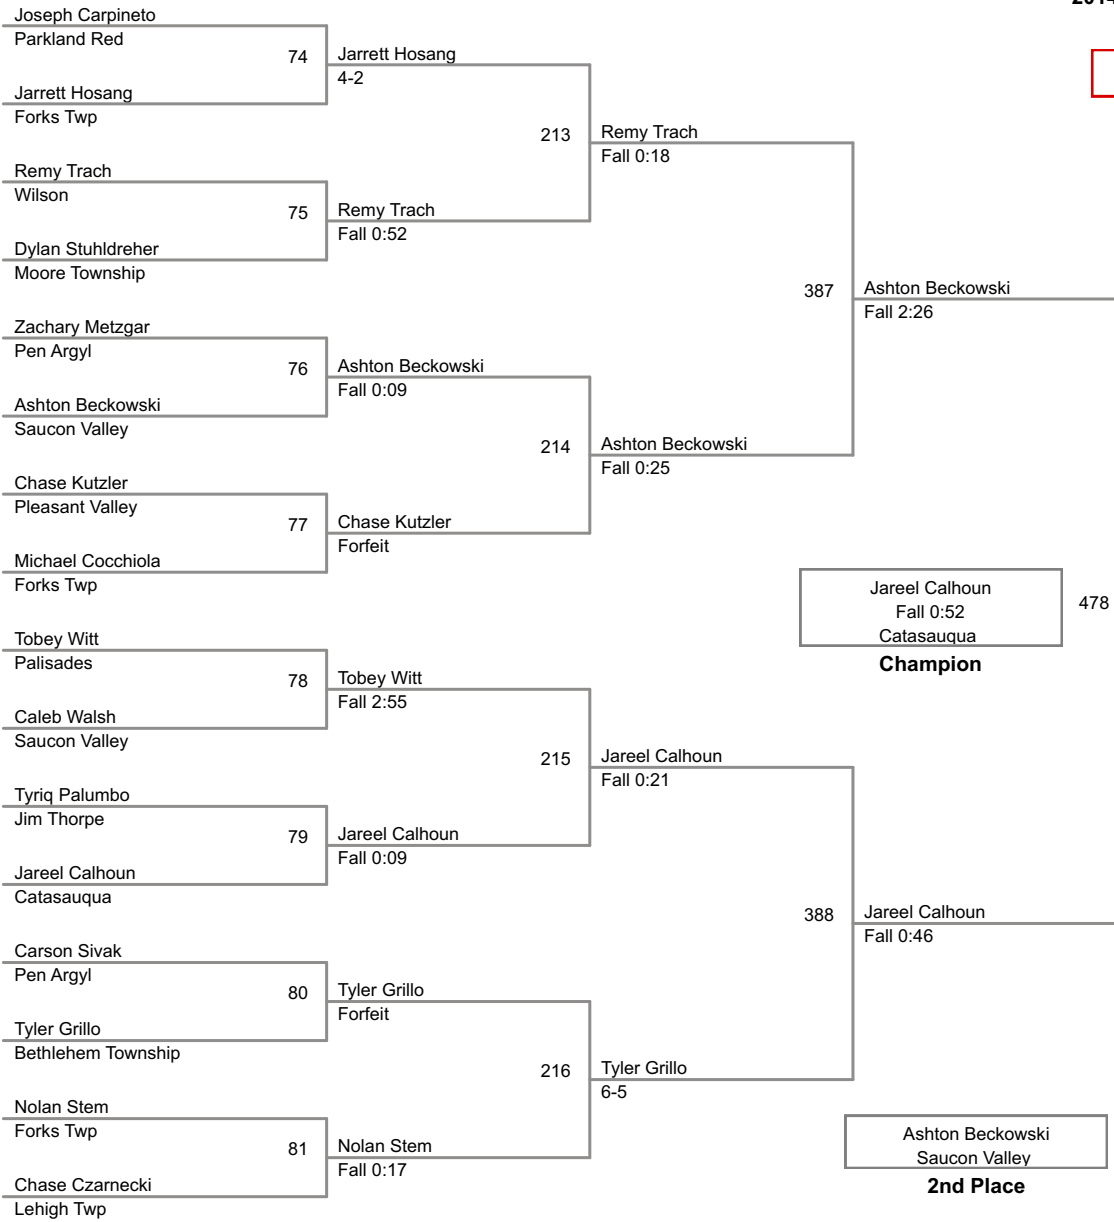 2014
Joseph Carpineto
Parkland Red
74
Jarrett Hosang
4-2
Jarrett Hosang
Forks Twp
213
Remy Trach
Fall 0:18
Remy Trach
Wilson
75
Remy Trach
Fall 0:52
Dylan Stuhldreher
Moore Township
387
Ashton Beckowski
Fall 2:26
Zachary Metzgar
Pen Argyl
76
Ashton Beckowski
Fall 0:09
Ashton Beckowski
Saucon Valley
214
Ashton Beckowski
Fall 0:25
Chase Kutzler
Pleasant Valley
77
Chase Kutzler
Forfeit
Michael Cocchiola
Forks Twp
Jareel Calhoun
Fall 0:52
Catasauqua
478
Champion
Tobey Witt
Palisades
78
Tobey Witt
Fall 2:55
Caleb Walsh
Saucon Valley
215
Jareel Calhoun
Fall 0:21
Tyriq Palumbo
Jim Thorpe
79
Jareel Calhoun
Fall 0:09
Jareel Calhoun
Catasauqua
388
Jareel Calhoun
Fall 0:46
Carson Sivak
Pen Argyl
80
Tyler Grillo
Forfeit
Tyler Grillo
Bethlehem Township
216
Tyler Grillo
6-5
Nolan Stem
Forks Twp
81
Nolan Stem
Fall 0:17
Chase Czarnecki
Lehigh Twp
Ashton Beckowski
Saucon Valley
2nd Place